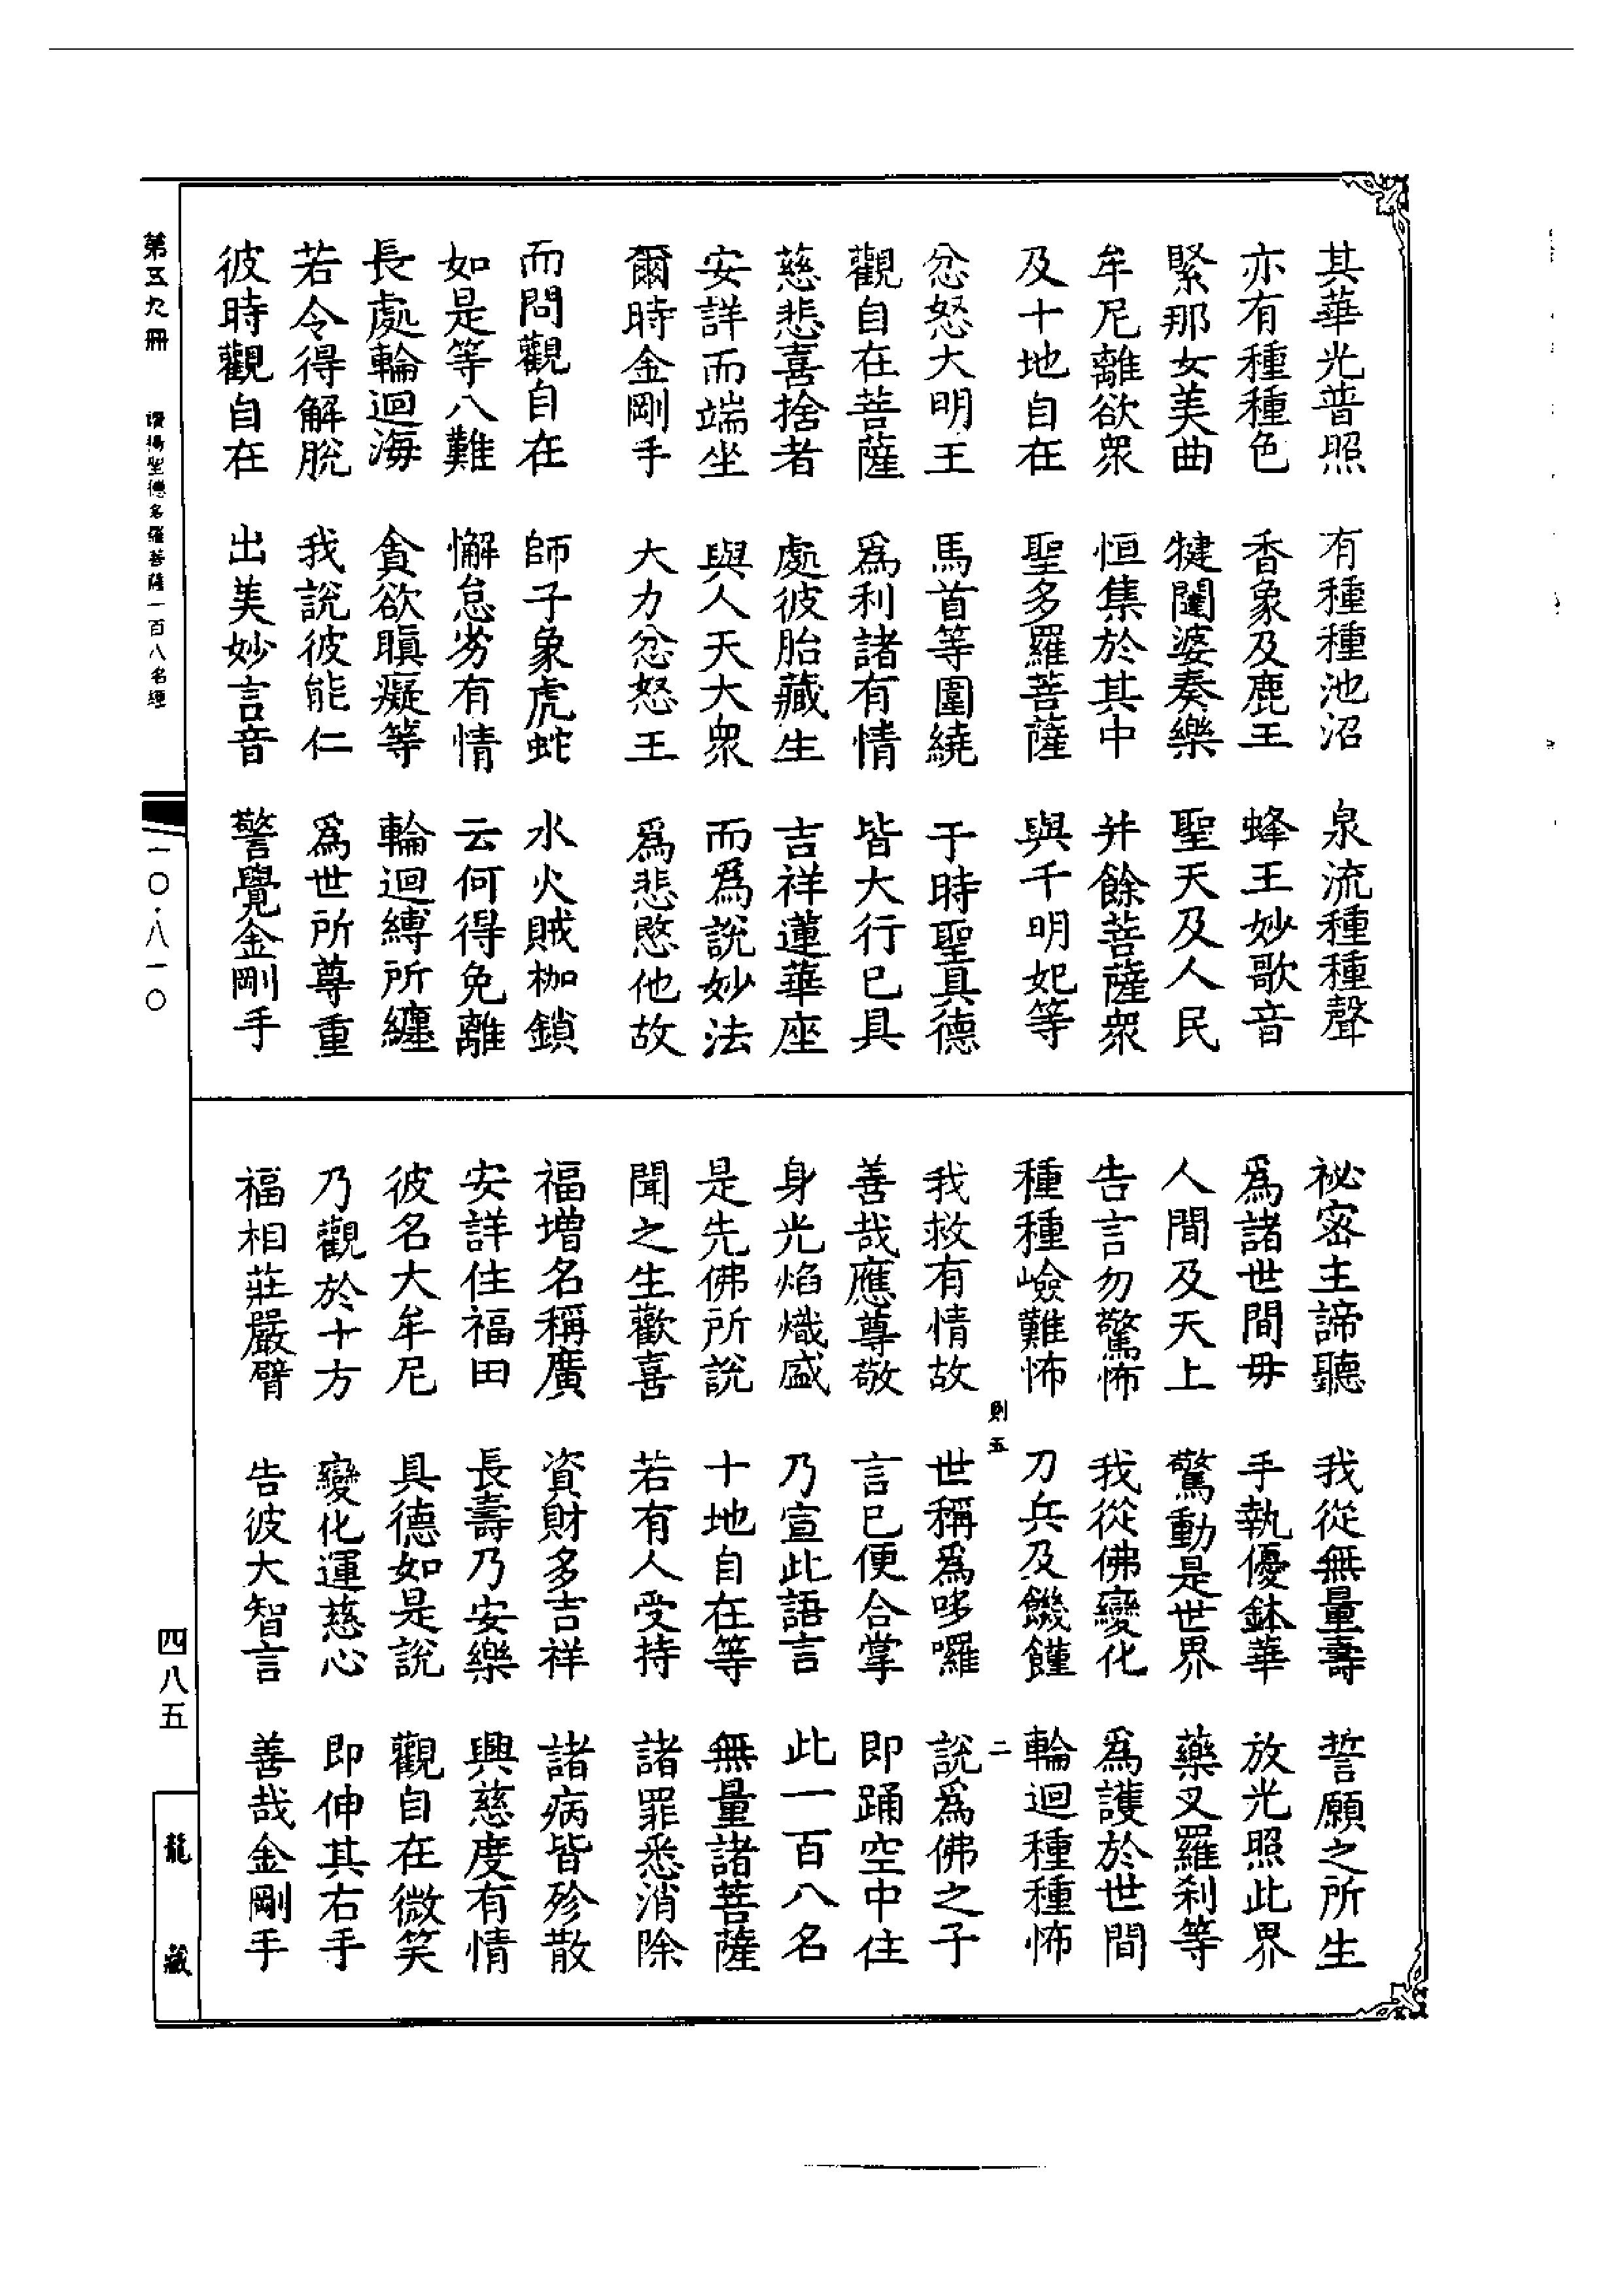 其華光普照　有種種池沼　泉流種種聲
亦有種種色　香象及鹿王　蜂王妙歌音
緊那女美曲　犍闥婆奏樂　聖天及人民
牟尼離欲衆　恒集於其中　并餘菩薩衆
及十地自在　聖多羅菩薩　與千明妃等
忿怒大明王　馬首等圍繞　于時聖具德
觀自在菩薩　爲利諸有情　皆大行已具
慈悲喜捨者　處彼胎藏生　吉祥蓮華座
安詳而端坐　與人天大衆　而爲說妙法
爾時金剛手　大力忿怒王　爲悲愍他故
而問觀自在　師子象虎蛇　水火賊枷鎖
如是等八難　懈怠劣有情　云何得免離
長處輪迴海　貪欲瞋癡等　輪迴縛所纏
若令得解脫　我說彼能仁　爲世所尊重
彼時觀自在　出美妙言音　警覺金剛手
祕密主諦聽　我從無量壽　誓願之所生
爲諸世間毋　手執優鉢華　放光照此界
人間及天上　驚動是世界　藥叉羅刹等
告言勿驚怖　我從佛變化　爲護於世間
種種嶮難怖　刀兵及饑饉　輪迴種種怖
則五　二
我救有情故　世稱爲哆囉　說爲佛之子
善哉應尊敬　言已便合掌　即踊空中住
身光焰熾盛　乃宣此語言　此一百八名
是先佛所說　十地自在等　無量諸菩薩
聞之生歡喜　若有人受持　諸罪悉消除
福增名稱廣　資財多吉祥　諸病皆殄散
安詳住福田　長壽乃安樂　興慈度有情
彼名大牟尼　具德如是說　觀自在微笑
乃觀於十方　變化運慈心　即伸其右手
福相莊嚴臂　告彼大智言　善哉金剛手
第五九冊　讚揚聖德多羅菩薩一百八名經
一〇·八一〇
四八五
龍藏